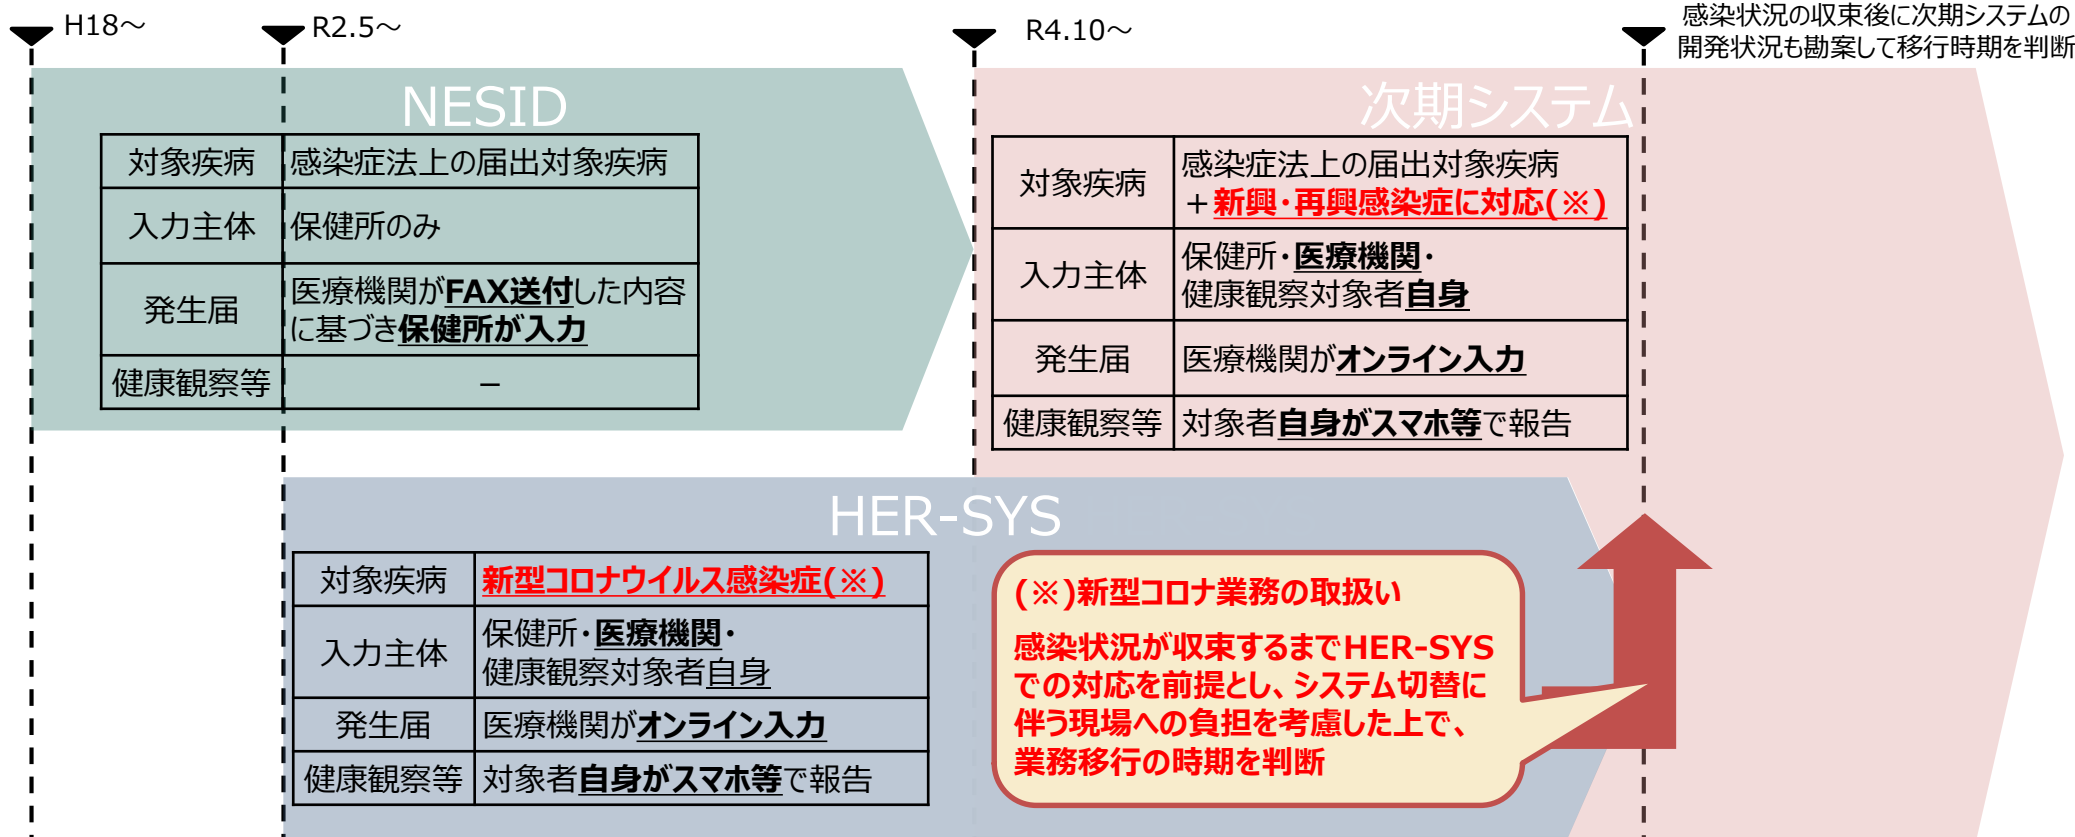 H18～
R2.5～
R4.10～
感染状況の収束後に次期システムの
開発状況も勘案して移行時期を判断
NESID
対象疾病
感染症法上の届出対象疾病
入力主体
保健所のみ
発生届
医療機関がFAX送付した内容
に基づき保健所が入力
健康観察等
－
次期システム
対象疾病
感染症法上の届出対象疾病
＋新興・再興感染症に対応(※)
入力主体
保健所・医療機関・
健康観察対象者自身
発生届
医療機関がオンライン入力
健康観察等
対象者自身がスマホ等で報告
HER-SYS
対象疾病
新型コロナウイルス感染症(※)
入力主体
保健所・医療機関・
健康観察対象者自身
発生届
医療機関がオンライン入力
健康観察等
対象者自身がスマホ等で報告
(※)新型コロナ業務の取扱い
感染状況が収束するまでHER-SYS
での対応を前提とし、システム切替に
伴う現場への負担を考慮した上で、
業務移行の時期を判断